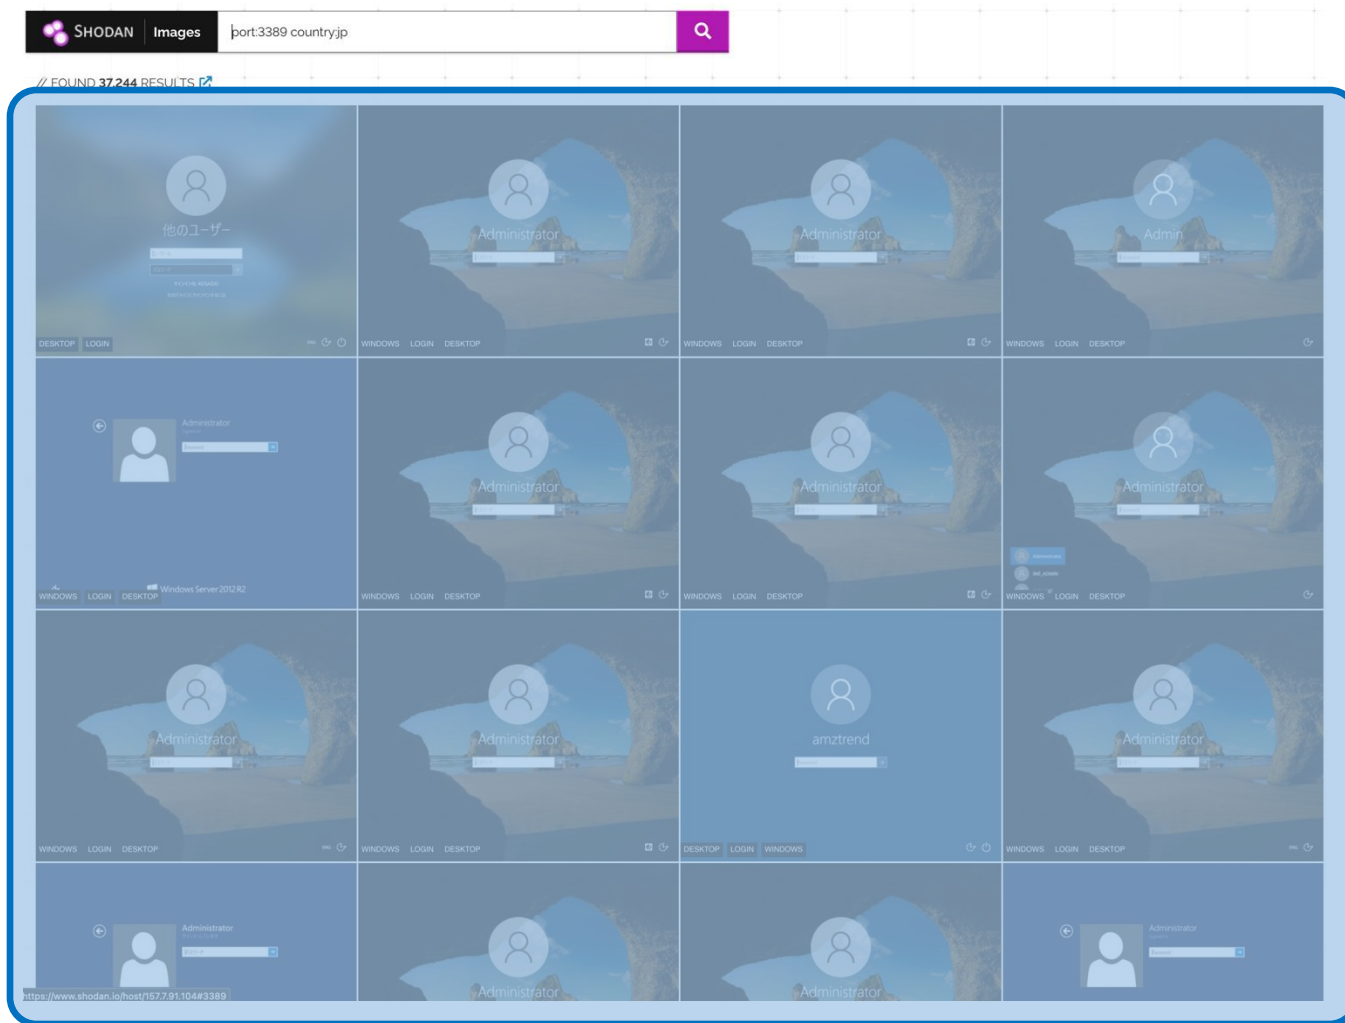 SHODAN Images port:3389 country:jp
// FOUND 37,244 RESULTS
他のユーザー
DESKTOP LOGIN
Administrator
WINDOWS LOGIN DESKTOP
Administrator
WINDOWS LOGIN DESKTOP
Admin
WINDOWS LOGIN DESKTOP
Administrator
Windows Server 2012 R2
WINDOWS LOGIN DESKTOP
Administrator
WINDOWS LOGIN DESKTOP
Administrator
WINDOWS LOGIN DESKTOP
Administrator
Administrator
WINDOWS LOGIN DESKTOP
Administrator
WINDOWS LOGIN DESKTOP
Administrator
WINDOWS LOGIN DESKTOP
amztrend
DESKTOP LOGIN WINDOWS
Administrator
WINDOWS LOGIN DESKTOP
Administrator
Administrator
Administrator
Administrator
https://www.shodan.io/host/157.7.91.104#3389